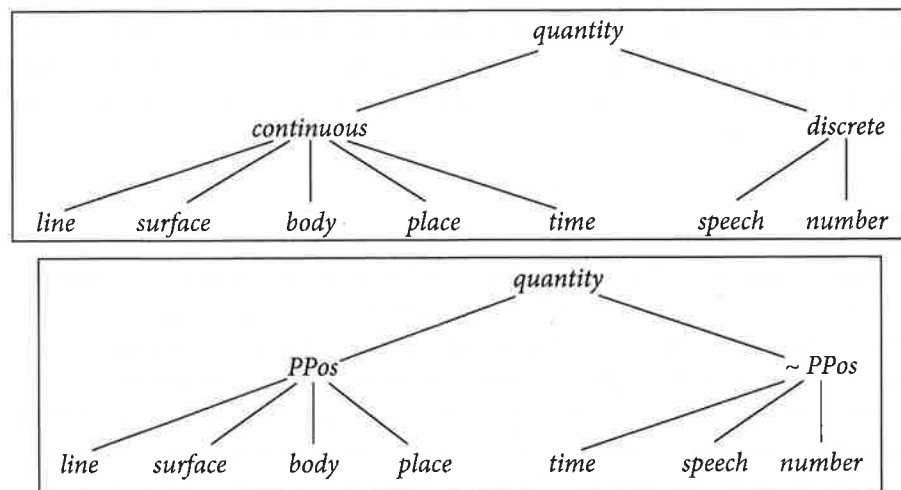 quantity
continuous discrete
line surface body place time speech number
quantity
PPos ~ PPos
line surface body place time speech number